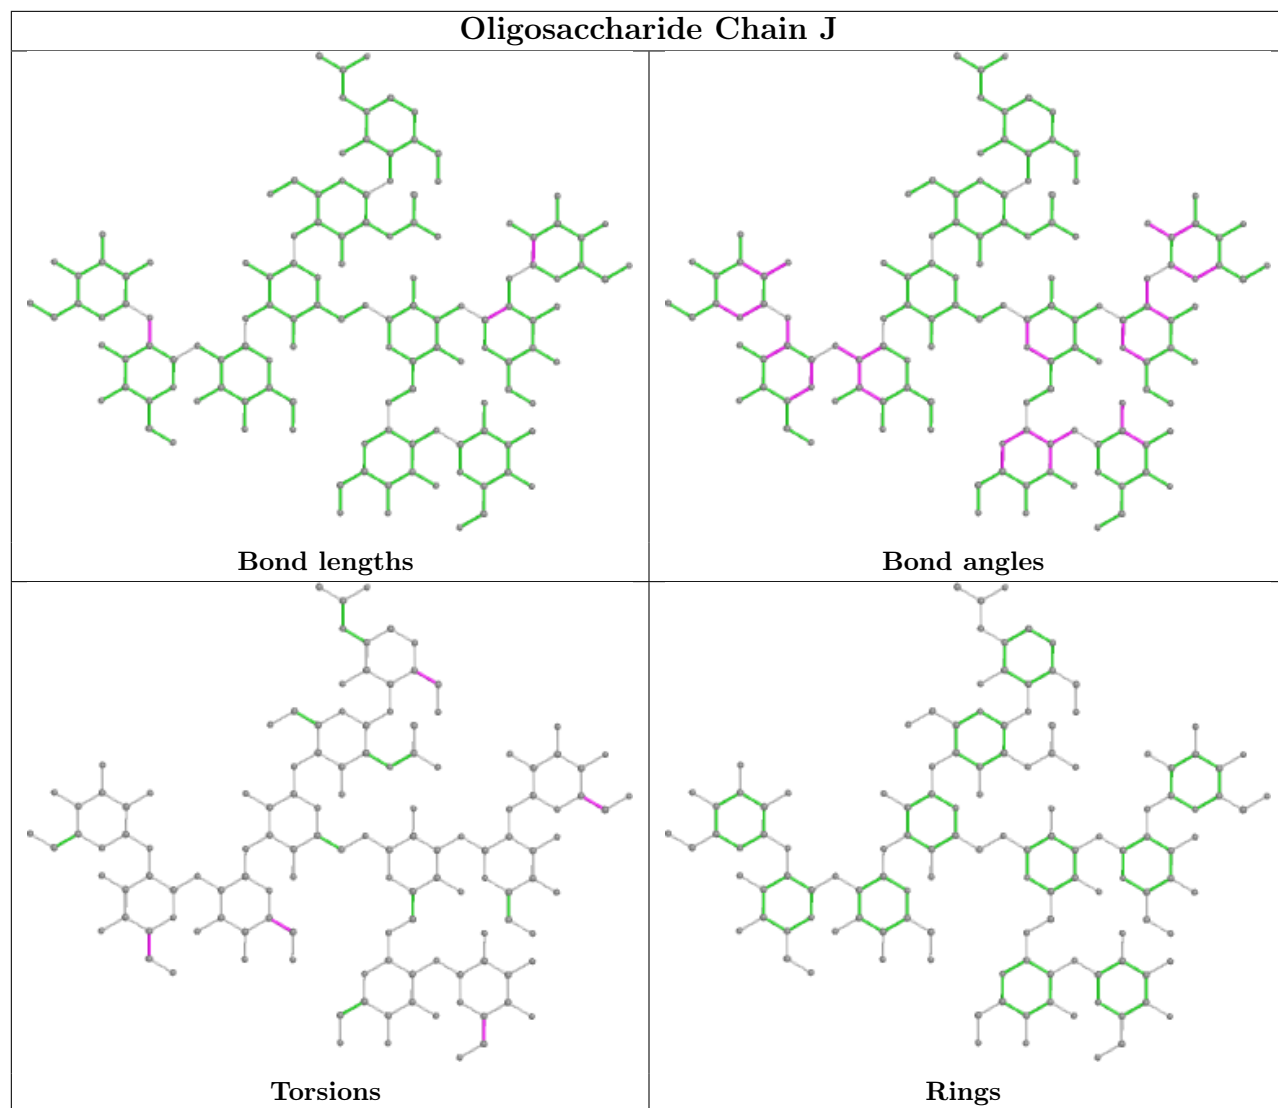 Oligosaccharide Chain J
Bond lengths
Bond angles
Torsions
Rings